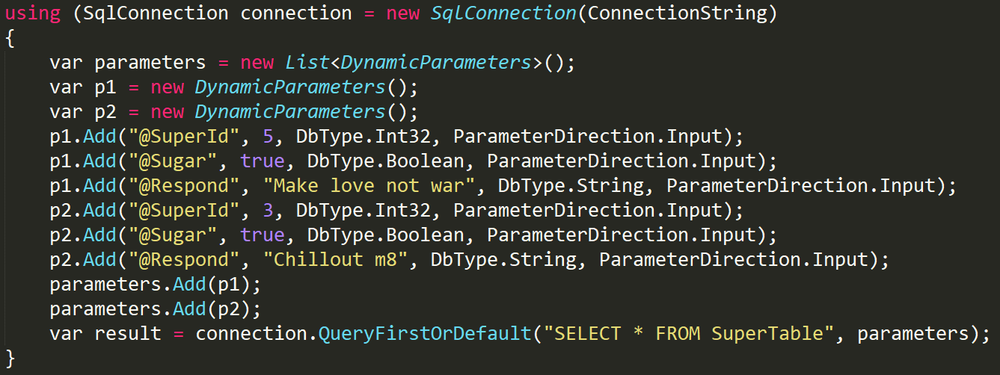 using (SqlConnection connection = new SqlConnection(ConnectionString)
{
    var parameters = new List<DynamicParameters>();
    var p1 = new DynamicParameters();
    var p2 = new DynamicParameters();
    p1.Add("@SuperId", 5, DbType.Int32, ParameterDirection.Input);
    p1.Add("@Sugar", true, DbType.Boolean, ParameterDirection.Input);
    p1.Add("@Respond", "Make love not war", DbType.String, ParameterDirection.Input);
    p2.Add("@SuperId", 3, DbType.Int32, ParameterDirection.Input);
    p2.Add("@Sugar", true, DbType.Boolean, ParameterDirection.Input);
    p2.Add("@Respond", "Chillout m8", DbType.String, ParameterDirection.Input);
    parameters.Add(p1);
    parameters.Add(p2);
    var result = connection.QueryFirstOrDefault("SELECT * FROM SuperTable", parameters);
}